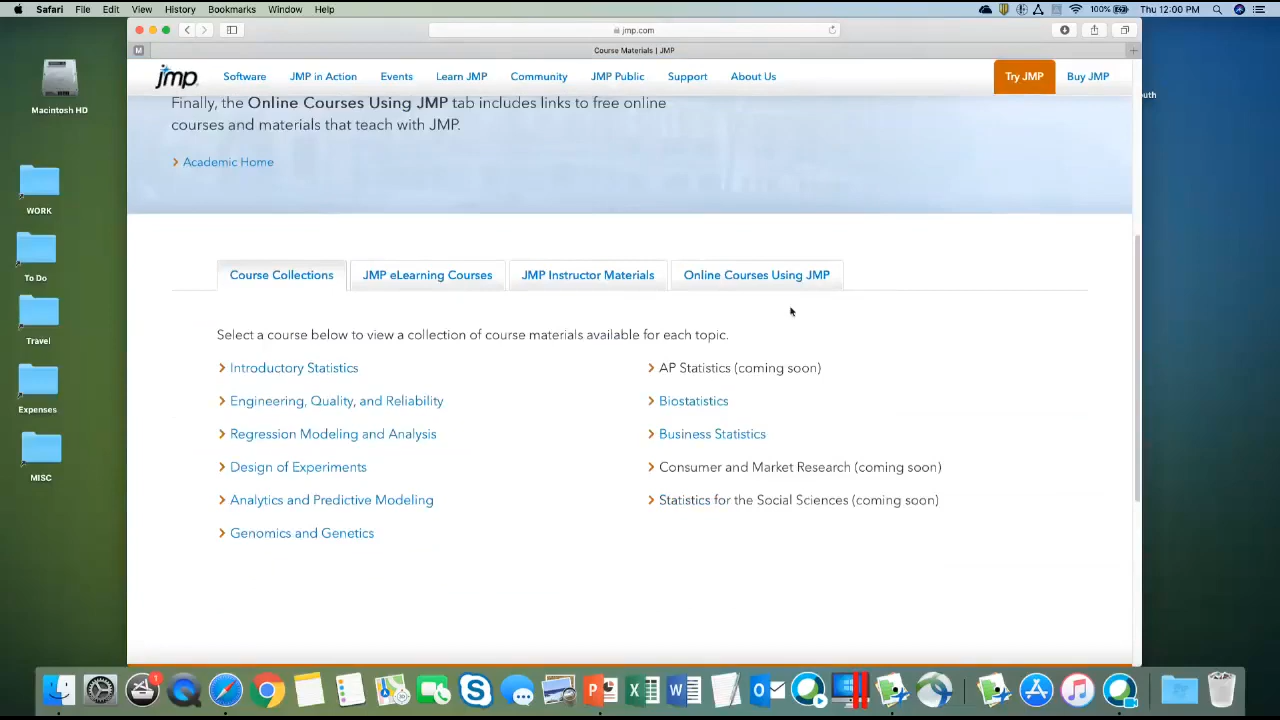 Safari File Edit View History Bookmarks Window Help
100% Thu 12:00 PM
jmp.com
M Course Materials | JMP
jmp Software JMP in Action Events Learn JMP Community JMP Public Support About Us Try JMP Buy JMP
Macintosh HD
Finally, the Online Courses Using JMP tab includes links to free online
courses and materials that teach with JMP.
Academic Home
WORK
To Do
Travel
Expenses
MISC
Course Collections JMP eLearning Courses JMP Instructor Materials Online Courses Using JMP
Select a course below to view a collection of course materials available for each topic.
Introductory Statistics
Engineering, Quality, and Reliability
Regression Modeling and Analysis
Design of Experiments
Analytics and Predictive Modeling
Genomics and Genetics
AP Statistics (coming soon)
Biostatistics
Business Statistics
Consumer and Market Research (coming soon)
Statistics for the Social Sciences (coming soon)
1